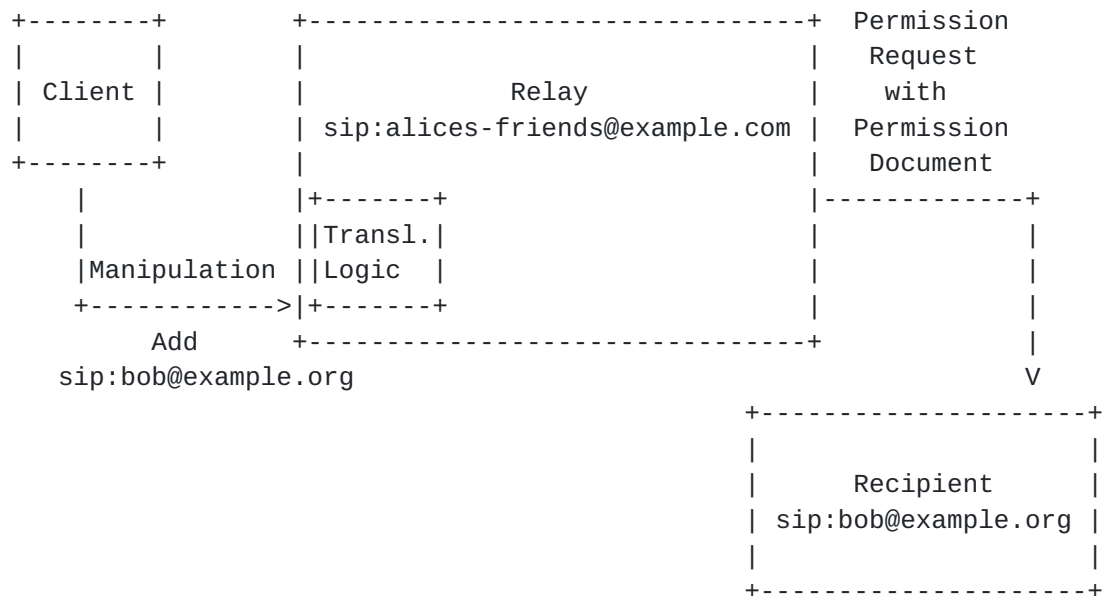 +--------+        +--------------------------------+  Permission
|        |        |                                |   Request
| Client |        |             Relay              |    with
|        |        | sip:alices-friends@example.com |  Permission
+--------+        |                                |   Document
    |             |+-------+                       |-------------+
    |             ||Transl.|                       |             |
    |Manipulation ||Logic  |                       |             |
    +------------>|+-------+                       |             |
         Add      +--------------------------------+             |
   sip:bob@example.org                                           V
                                               +---------------------+
                                               |                     |
                                               |      Recipient      |
                                               | sip:bob@example.org |
                                               |                     |
                                               +---------------------+